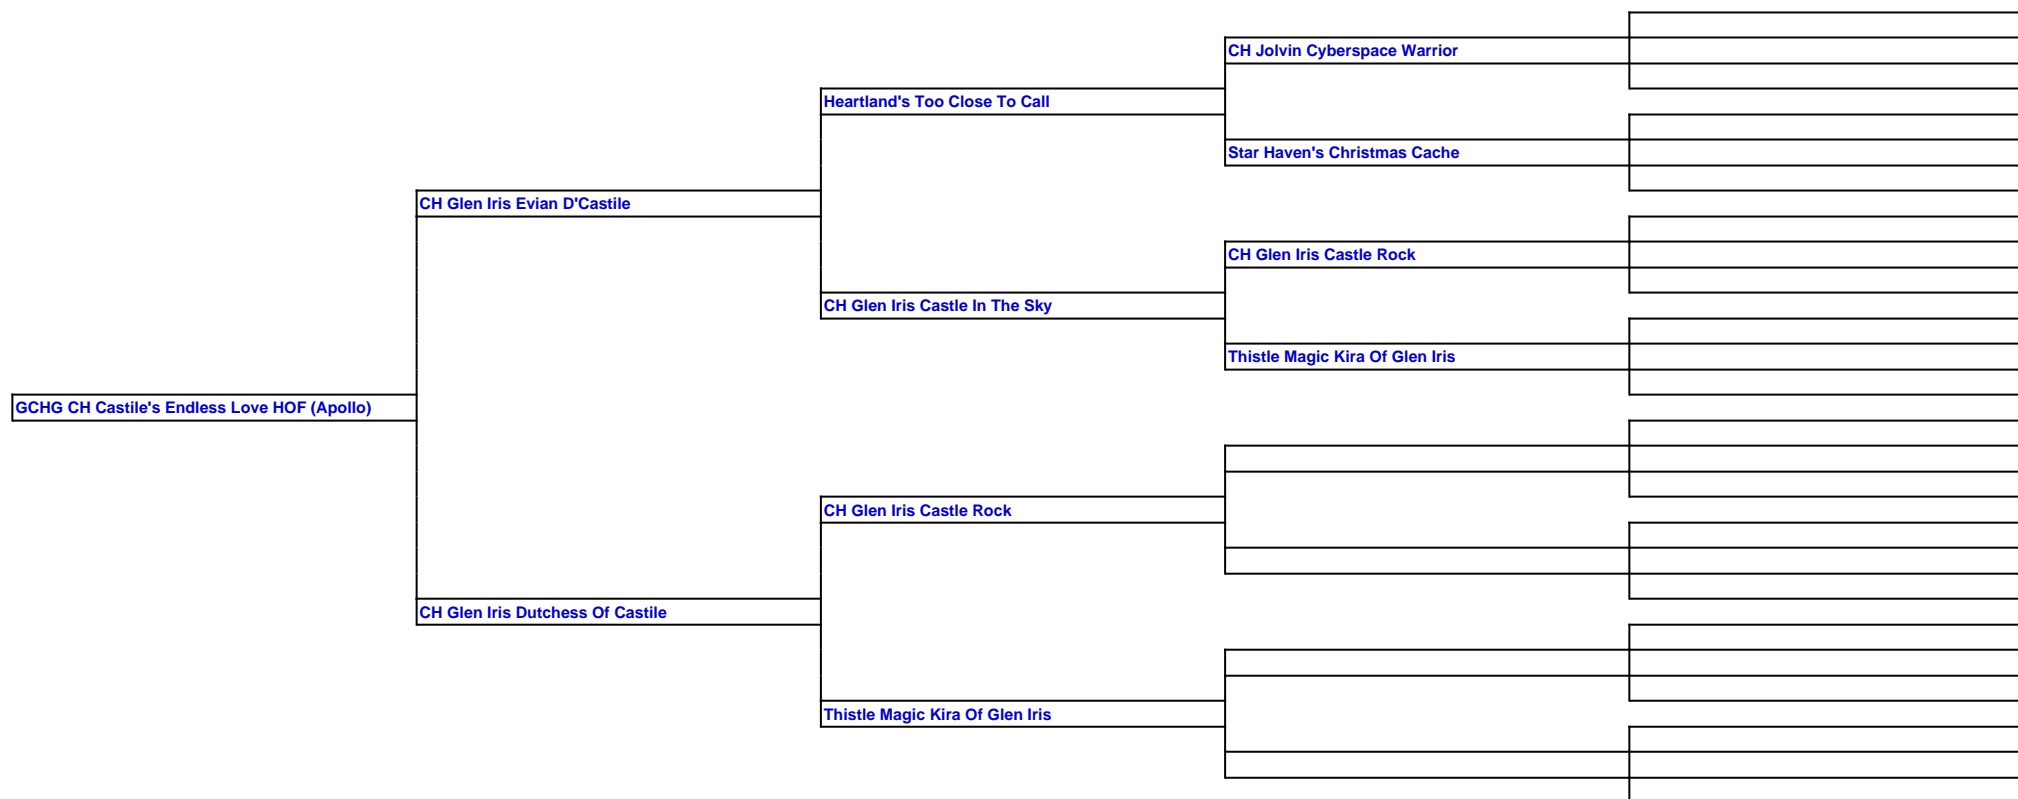 CH Jolvin Cyberspace Warrior
Heartland's Too Close To Call
Star Haven's Christmas Cache
CH Glen Iris Evian D'Castile
CH Glen Iris Castle Rock
CH Glen Iris Castle In The Sky
Thistle Magic Kira Of Glen Iris
GCHG CH Castile's Endless Love HOF (Apollo)
CH Glen Iris Castle Rock
CH Glen Iris Dutchess Of Castile
Thistle Magic Kira Of Glen Iris